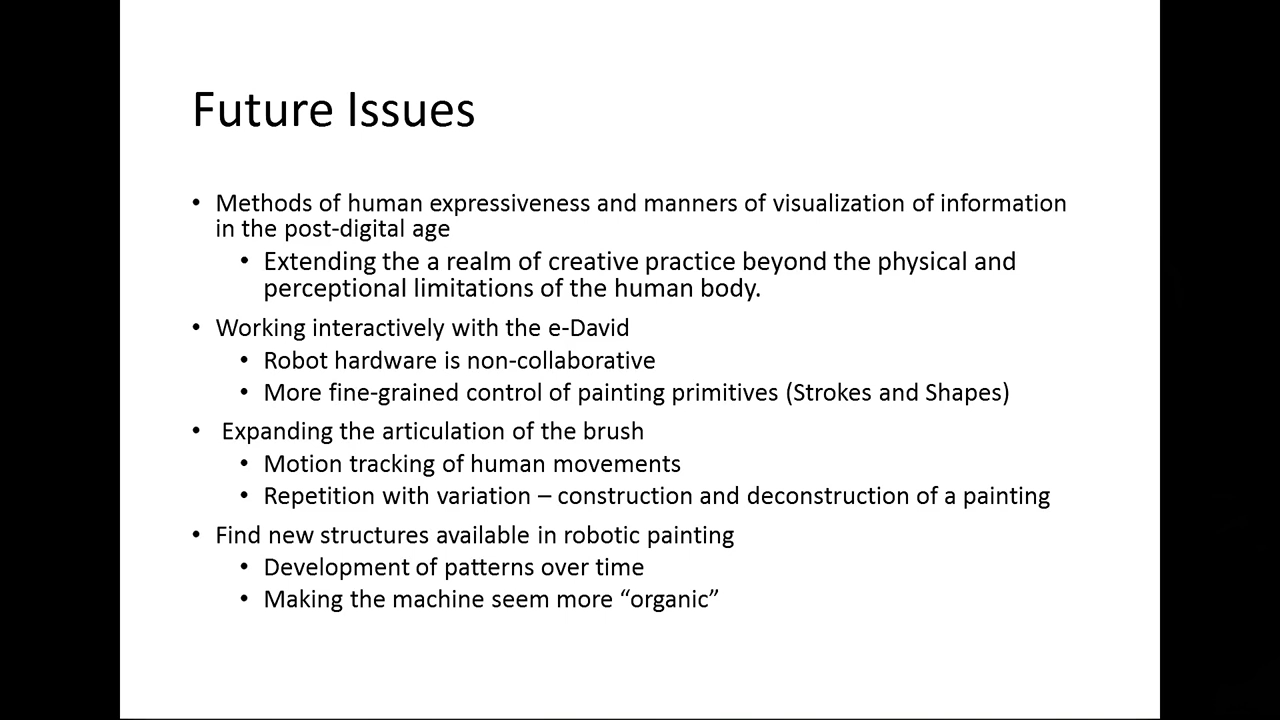 Future Issues
• Methods of human expressiveness and manners of visualization of information
in the post-digital age
• Extending the a realm of creative practice beyond the physical and
perceptional limitations of the human body.
• Working interactively with the e-David
• Robot hardware is non-collaborative
• More fine-grained control of painting primitives (Strokes and Shapes)
• Expanding the articulation of the brush
• Motion tracking of human movements
• Repetition with variation – construction and deconstruction of a painting
• Find new structures available in robotic painting
• Development of patterns over time
• Making the machine seem more “organic”